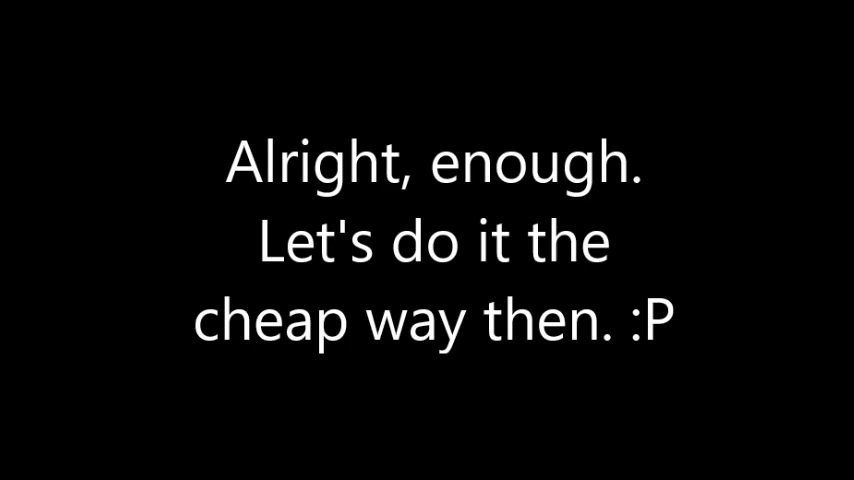 Alright, enough.
Let's do it the
cheap way then. :P